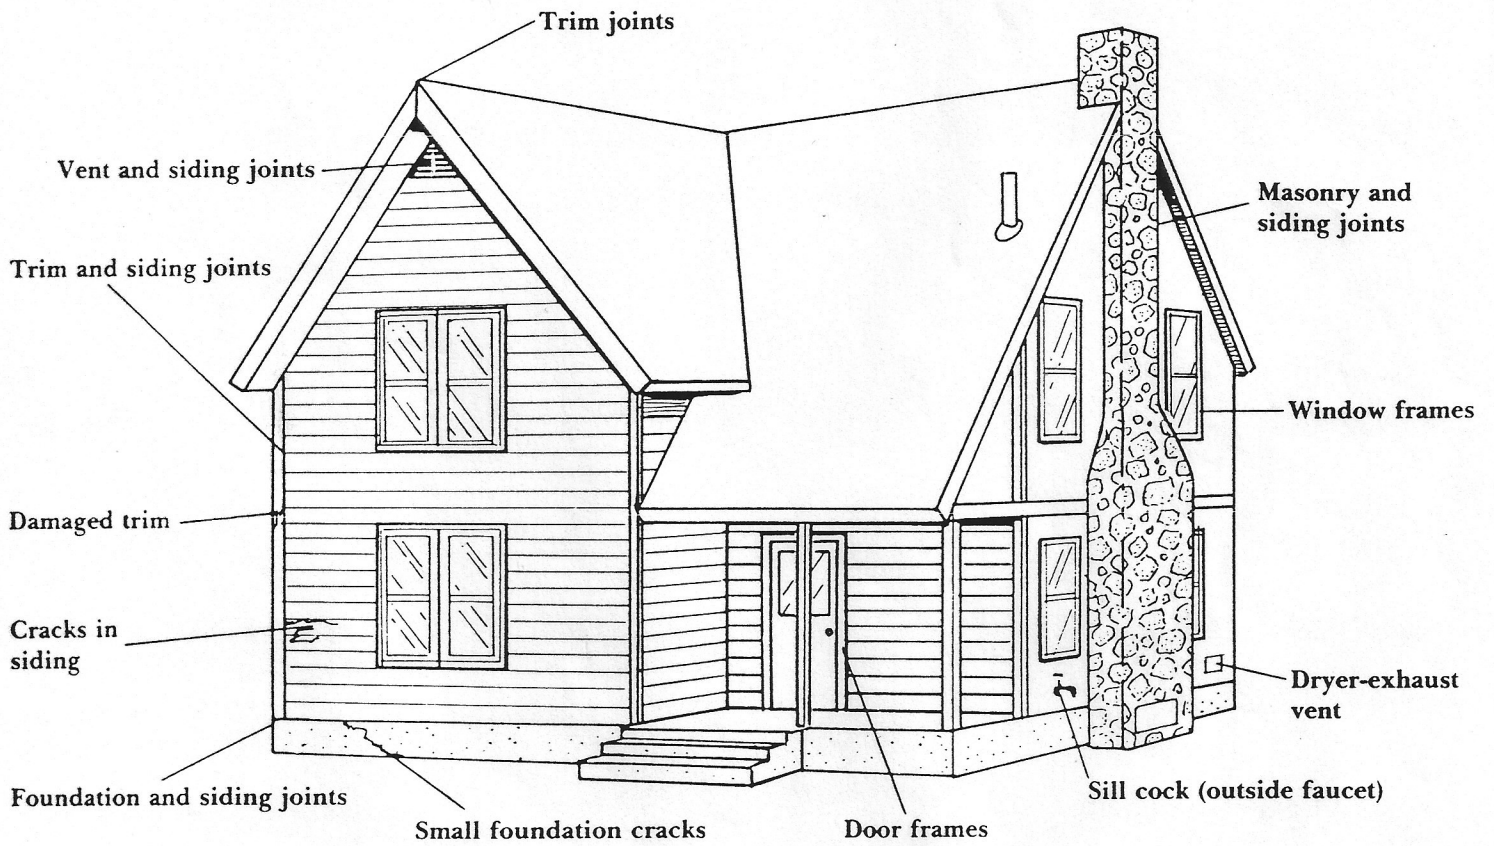 Trim joints
Vent and siding joints
Masonry and
siding joints
Trim and siding joints
Window frames
Damaged trim
Cracks in
siding
Dryer-exhaust
vent
Foundation and siding joints
Sill cock (outside faucet)
Small foundation cracks
Door frames